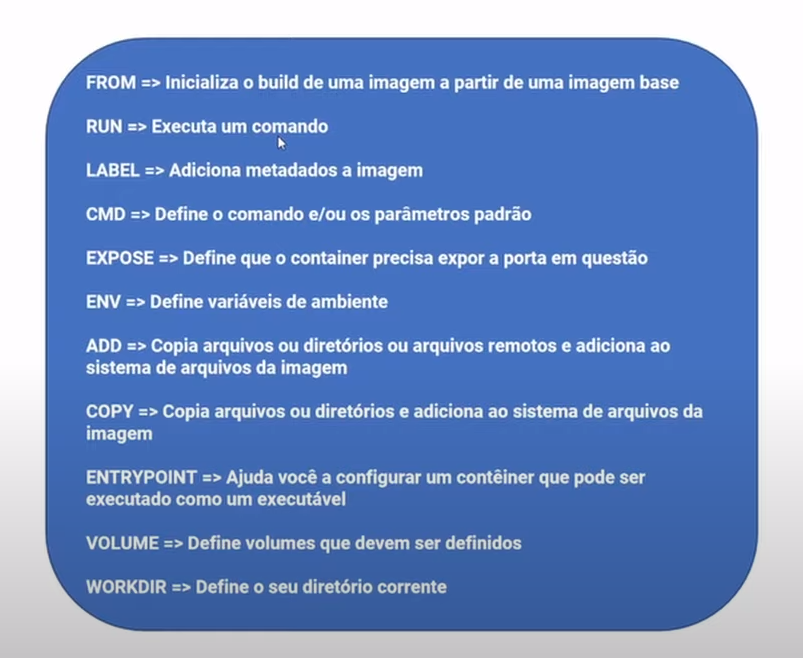 FROM => Inicializa o build de uma imagem a partir de uma imagem base
RUN => Executa um comando
LABEL => Adiciona metadados a imagem
CMD => Define o comando e/ou os parâmetros padrão
EXPOSE => Define que o container precisa expor a porta em questão
ENV => Define variáveis de ambiente
ADD => Copia arquivos ou diretórios ou arquivos remotos e adiciona ao
sistema de arquivos da imagem
COPY => Copia arquivos ou diretórios e adiciona ao sistema de arquivos da
imagem
ENTRYPOINT => Ajuda você a configurar um contêiner que pode ser
executado como um executável
VOLUME => Define volumes que devem ser definidos
WORKDIR => Define o seu diretório corrente